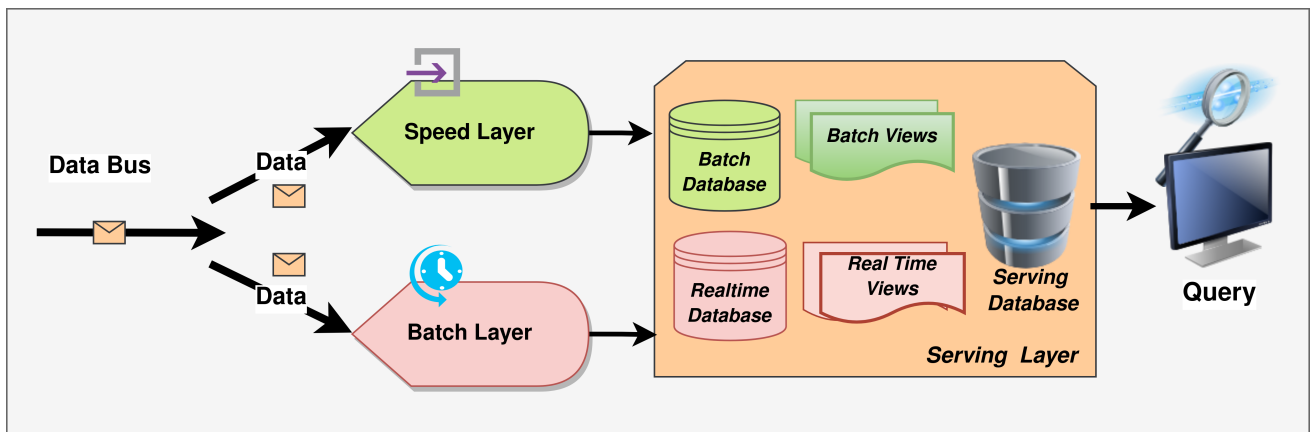 Data Bus
Data
Data
Speed Layer
Batch Layer
Batch
Database
Batch Views
Realtime
Database
Real Time
Views
Serving
Database
Serving Layer
Query